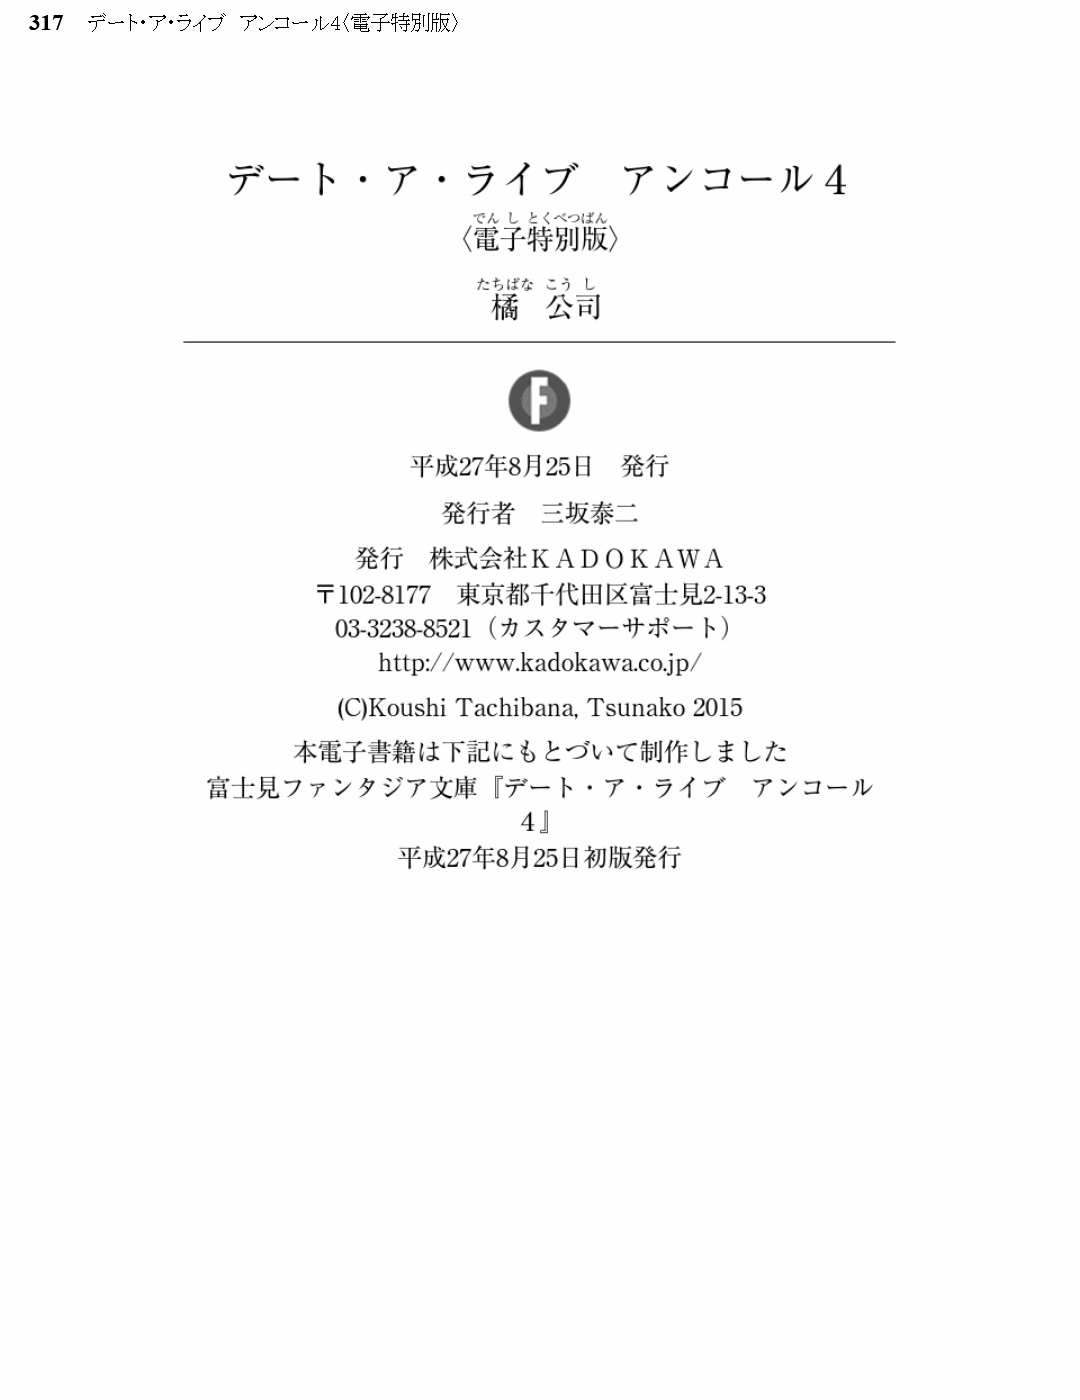 317 デート・ア・ライブ　アンコール4〈電子特別版〉
デート・ア・ライブ　アンコール４
でんしとくべつばん
〈電子特別版〉
たちばな こうし
橘　公司
F
平成27年8月25日　発行
発行者　三坂泰二
発行　株式会社ＫＡＤＯＫＡＷＡ
〒102-8177　東京都千代田区富士見2-13-3
03-3238-8521（カスタマーサポート）
http://www.kadokawa.co.jp/
(C)Koushi Tachibana, Tsunako 2015
本電子書籍は下記にもとづいて制作しました
富士見ファンタジア文庫『デート・ア・ライブ　アンコール
４』
平成27年8月25日初版発行